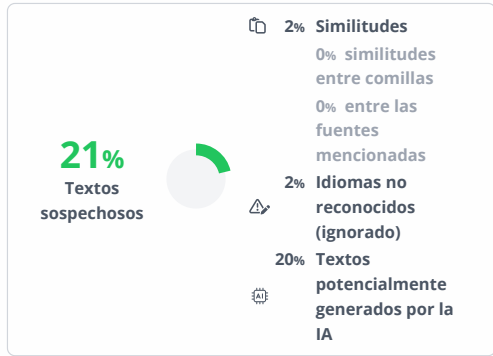 21%
Textos
sospechosos
2% Similitudes
0% similitudes
entre comillas
0% entre las
fuentes
mencionadas
2% Idiomas no
reconocidos
(ignorado)
20% Textos
potencialmente
generados por la
IA
AI